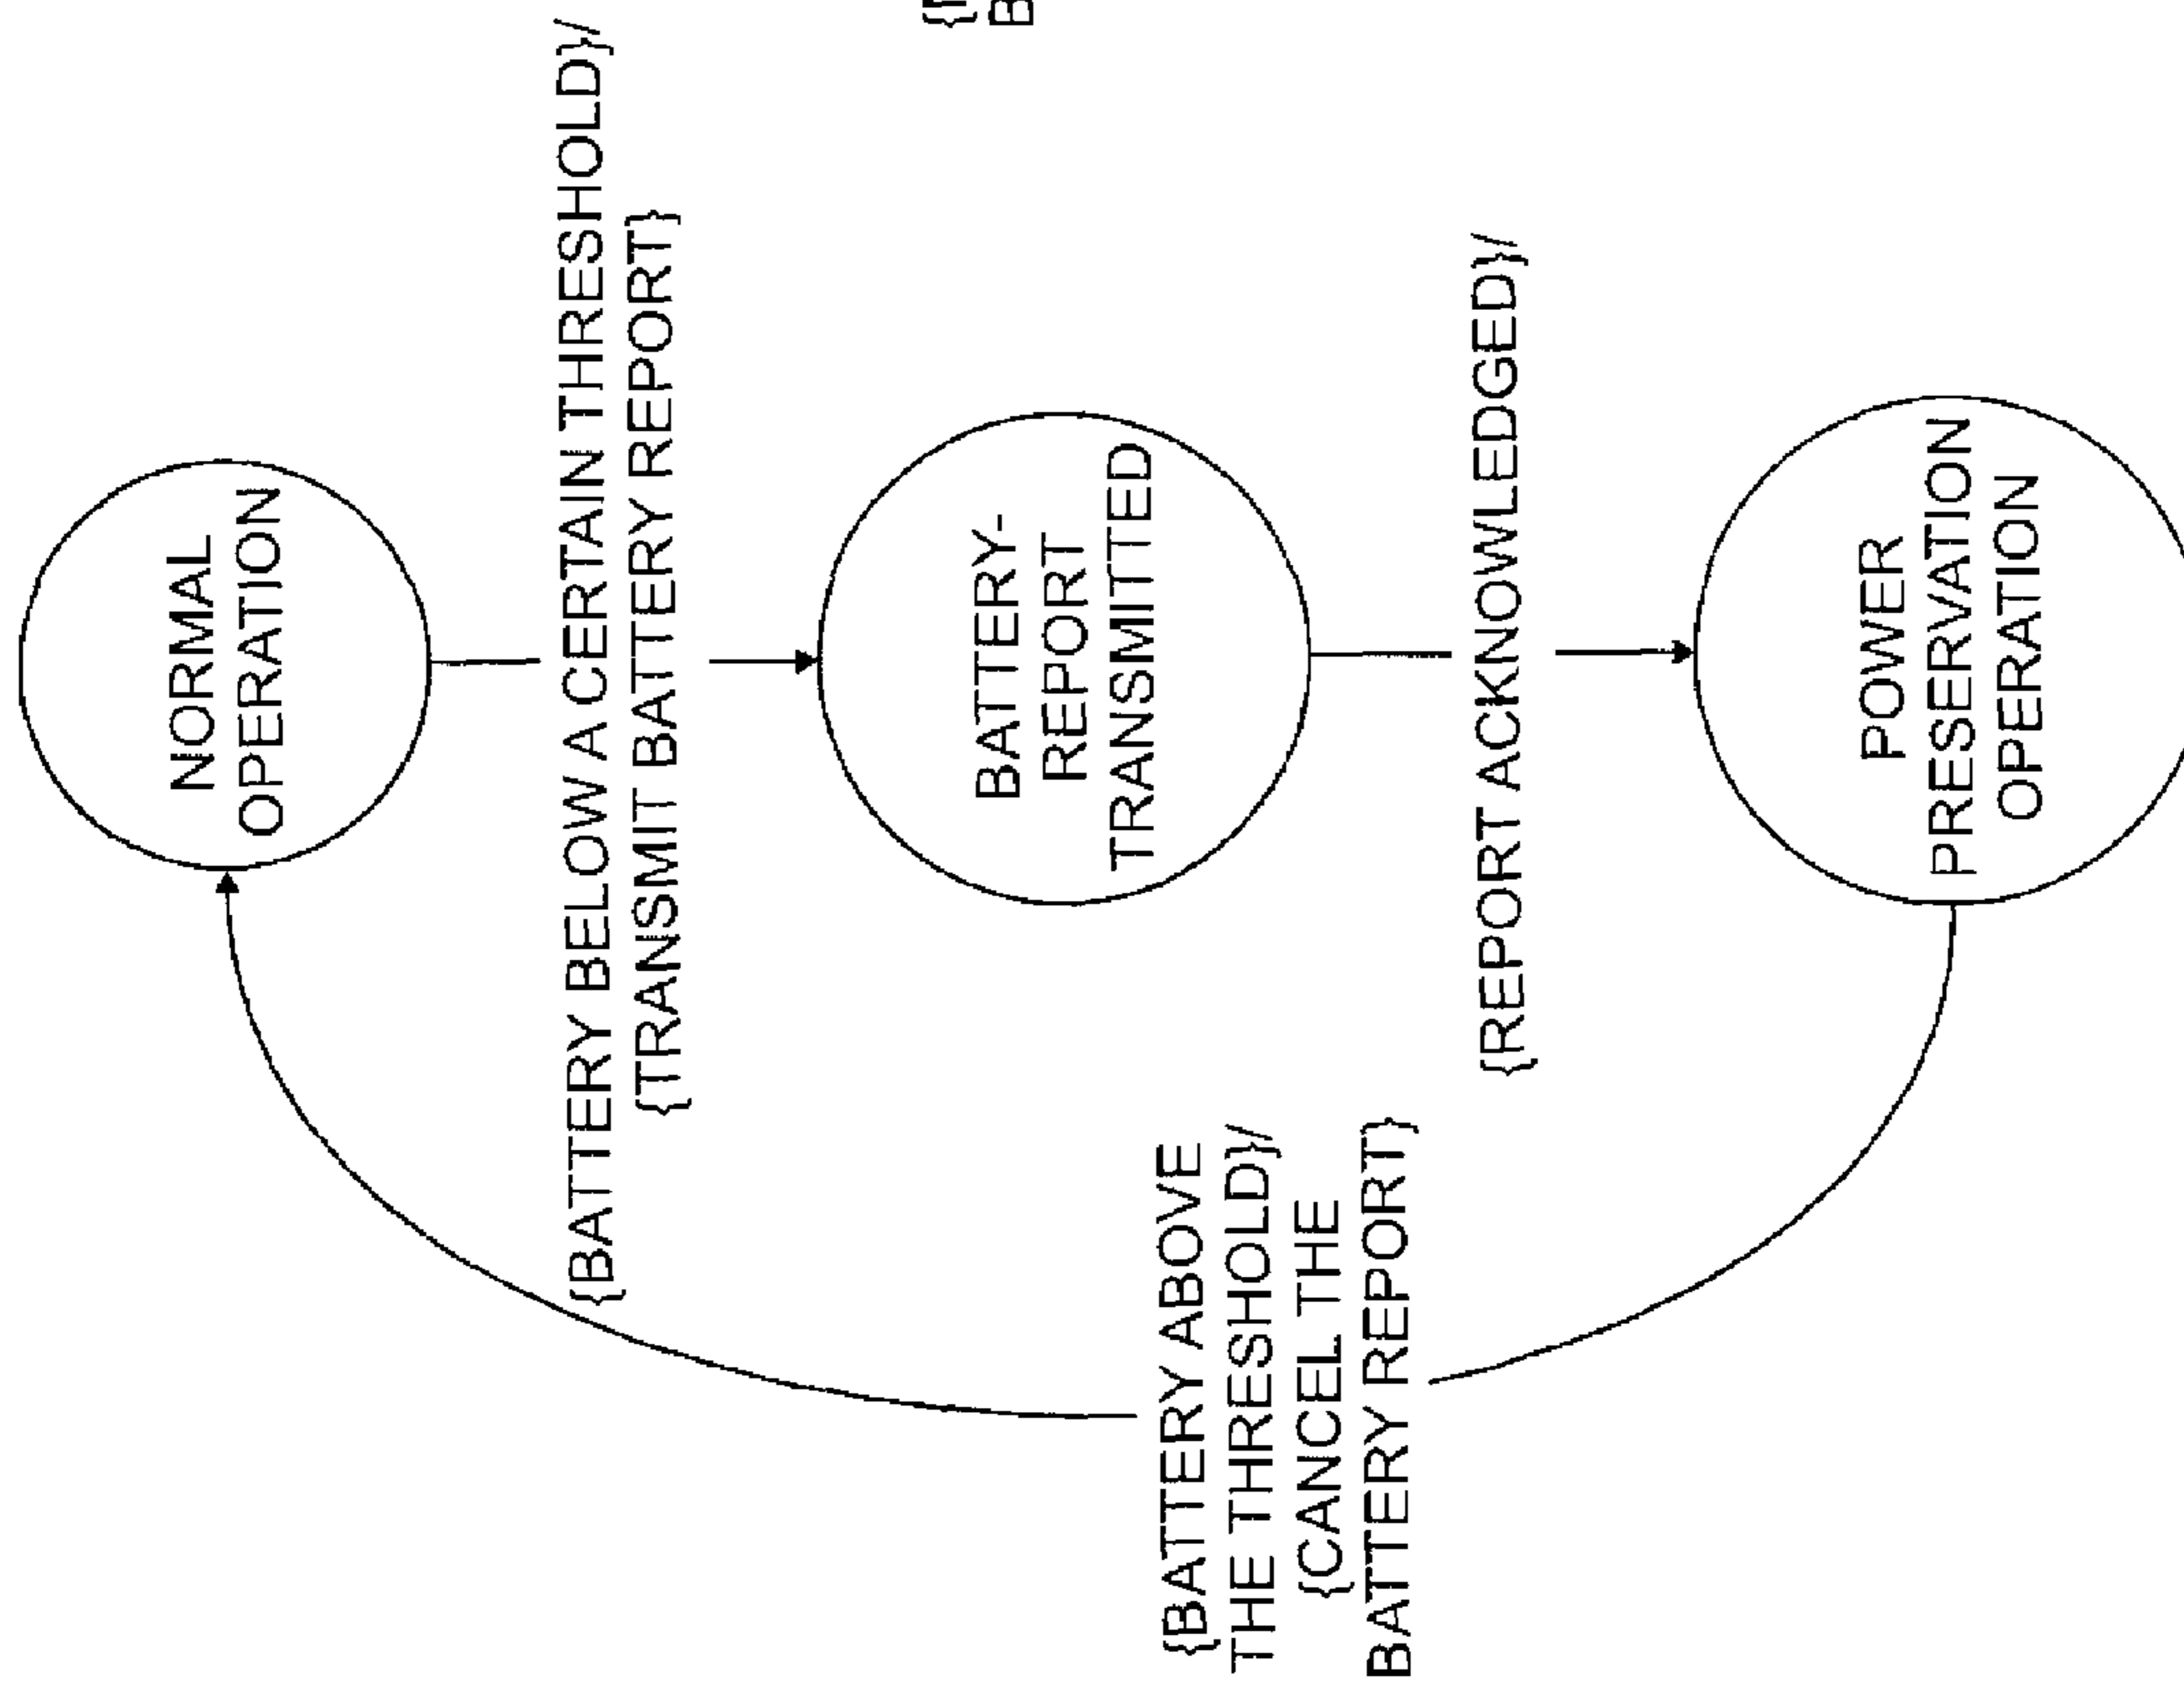 NORMAL
OPERATION
{BATTERY BELOW A CERTAIN THRESHOLD}/
{TRANSMIT BATTERY REPORT}
BATTERY-
REPORT
TRANSMITTED
{BATTERY ABOVE
THE THRESHOLD}/
{CANCEL THE
BATTERY REPORT}
{REPORT ACKNOWLEDGED}/
POWER
PRESERVATION
OPERATION